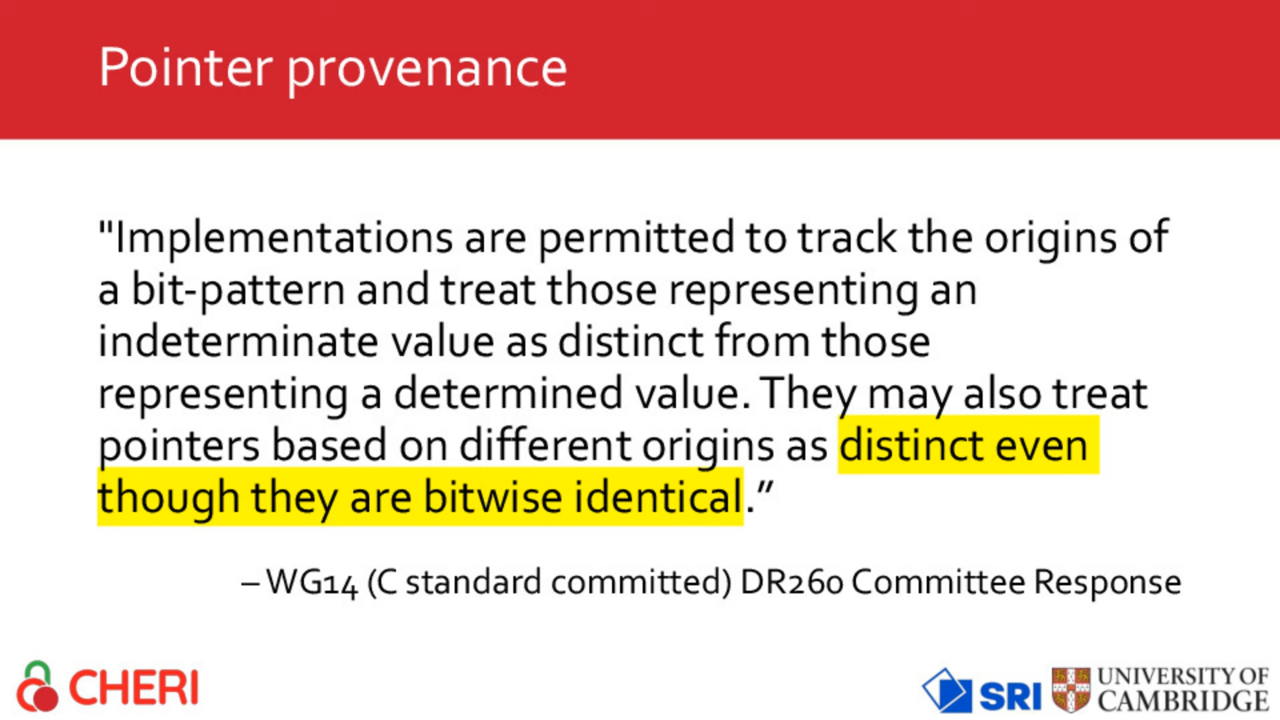 Pointer provenance
"Implementations are permitted to track the origins of
a bit-pattern and treat those representing an
indeterminate value as distinct from those
representing a determined value. They may also treat
pointers based on different origins as distinct even
though they are bitwise identical.”
– WG14 (C standard committed) DR260 Committee Response
CHERI
SRI
UNIVERSITY OF
CAMBRIDGE